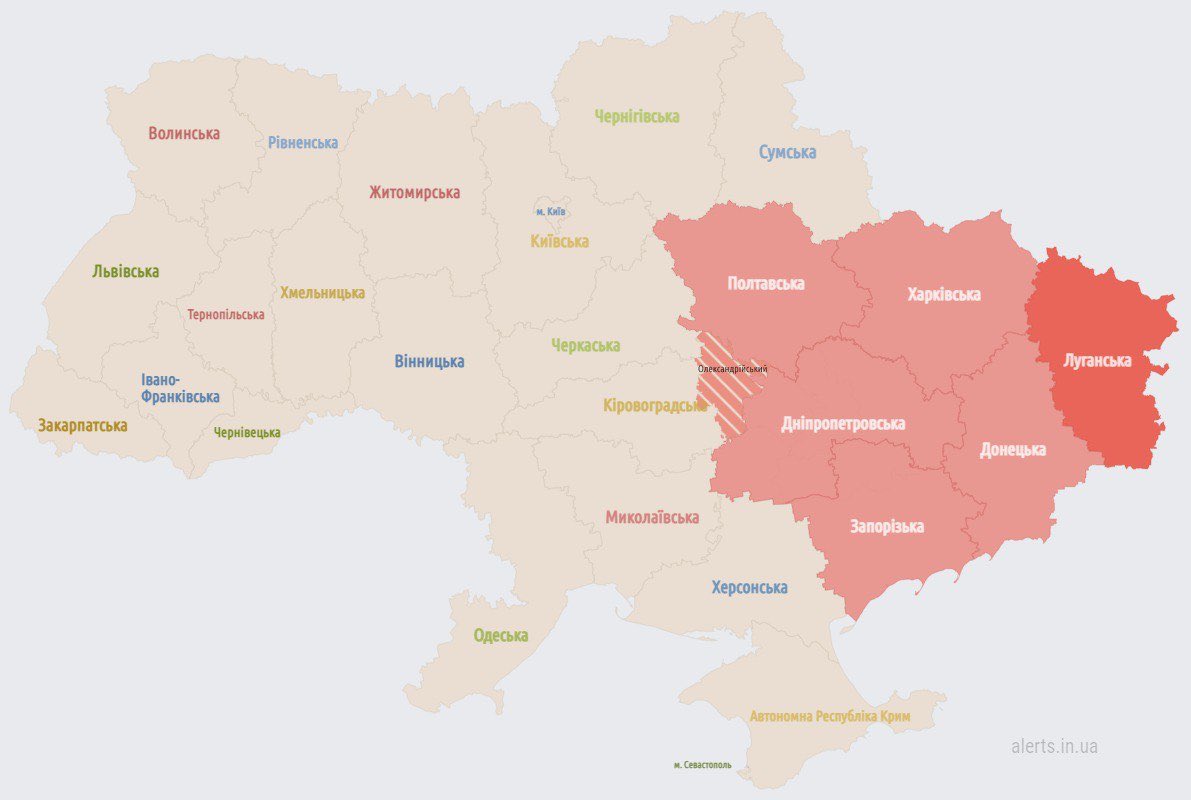 Чернігівська
Волинська
Рівненська
Сумська
Житомирська
м. Київ
Київська
Львівська
Полтавська
Хмельницька
Харківська
Тернопільська
Черкаська
Вінницька
Луганська
Олександрійський
Івано-
Франківська
Кіровоградська
Закарпатська
Чернівецька
Дніпропетровська
Донецька
Миколаївська
Запорізька
Херсонська
Одеська
Автономна Республіка Крим
alerts.in.ua
м. Севастополь